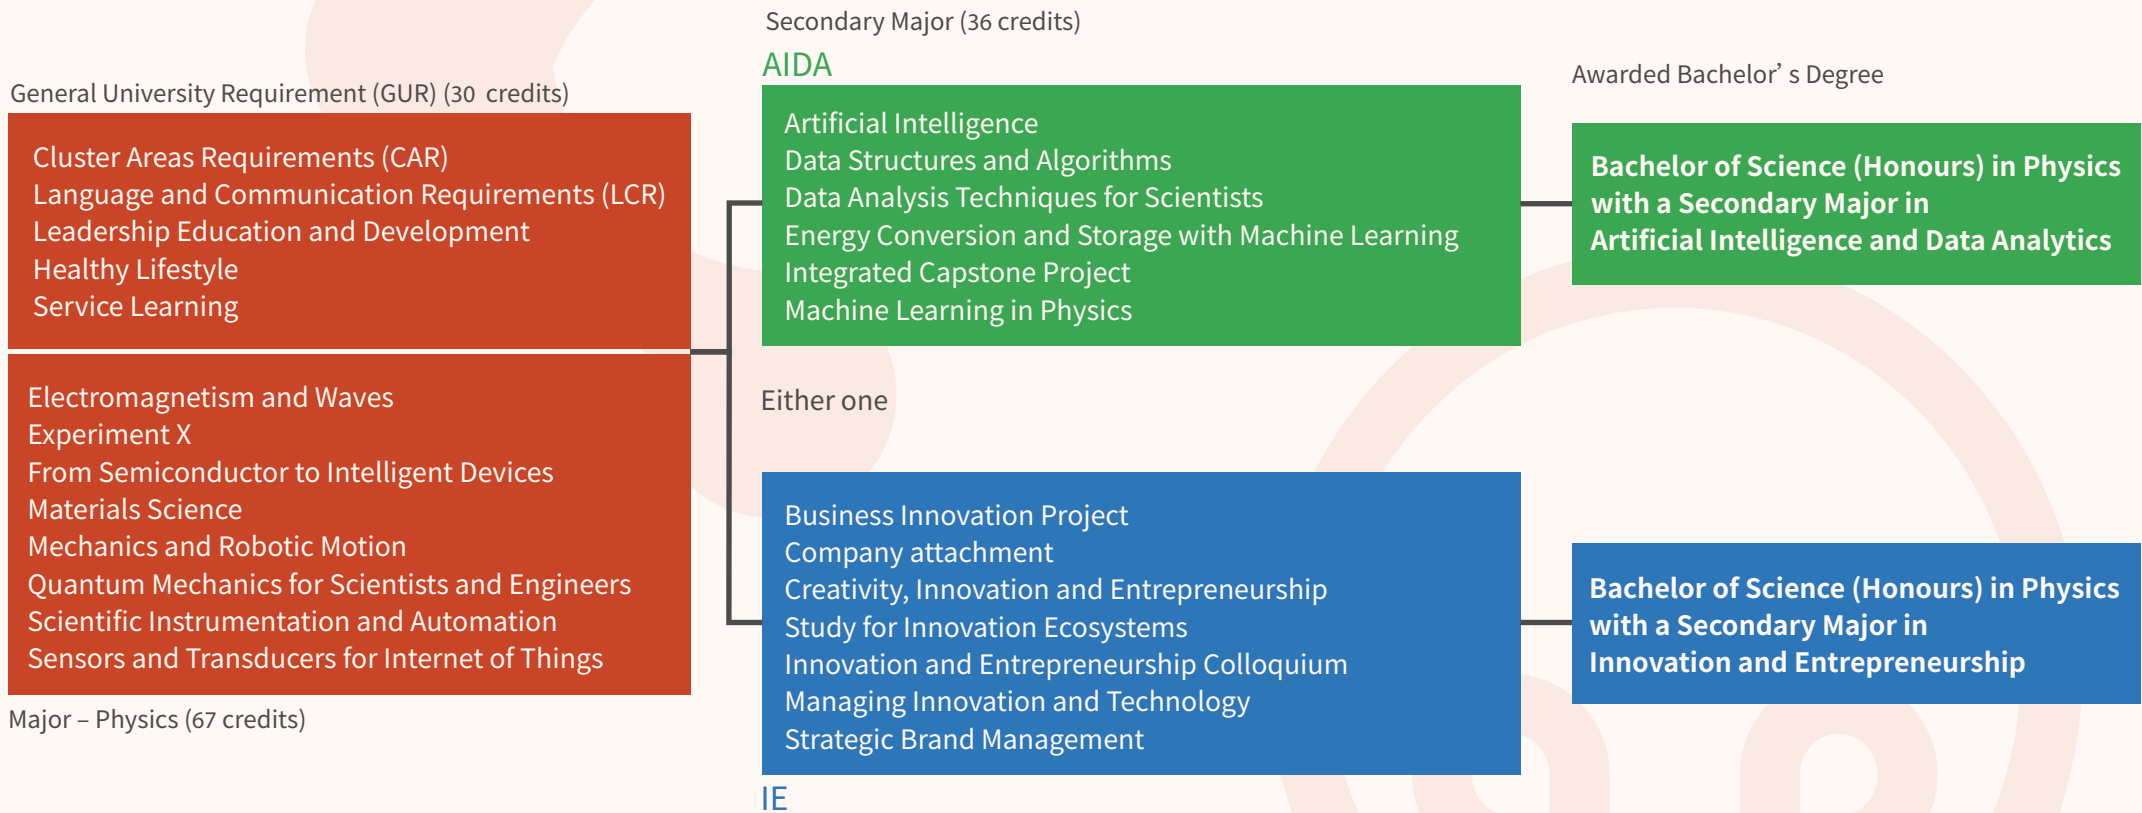 General University Requirement (GUR) (30 credits)
Cluster Areas Requirements (CAR)
Language and Communication Requirements (LCR)
Leadership Education and Development
Healthy Lifestyle
Service Learning
Electromagnetism and Waves
Experiment X
From Semiconductor to Intelligent Devices
Materials Science
Mechanics and Robotic Motion
Quantum Mechanics for Scientists and Engineers
Scientific Instrumentation and Automation
Sensors and Transducers for Internet of Things
Major – Physics (67 credits)
Secondary Major (36 credits)
AIDA
Artificial Intelligence
Data Structures and Algorithms
Data Analysis Techniques for Scientists
Energy Conversion and Storage with Machine Learning
Integrated Capstone Project
Machine Learning in Physics
Either one
Business Innovation Project
Company attachment
Creativity, Innovation and Entrepreneurship
Study for Innovation Ecosystems
Innovation and Entrepreneurship Colloquium
Managing Innovation and Technology
Strategic Brand Management
IE
Awarded Bachelor’s Degree
Bachelor of Science (Honours) in Physics
with a Secondary Major in
Artificial Intelligence and Data Analytics
Bachelor of Science (Honours) in Physics
with a Secondary Major in
Innovation and Entrepreneurship